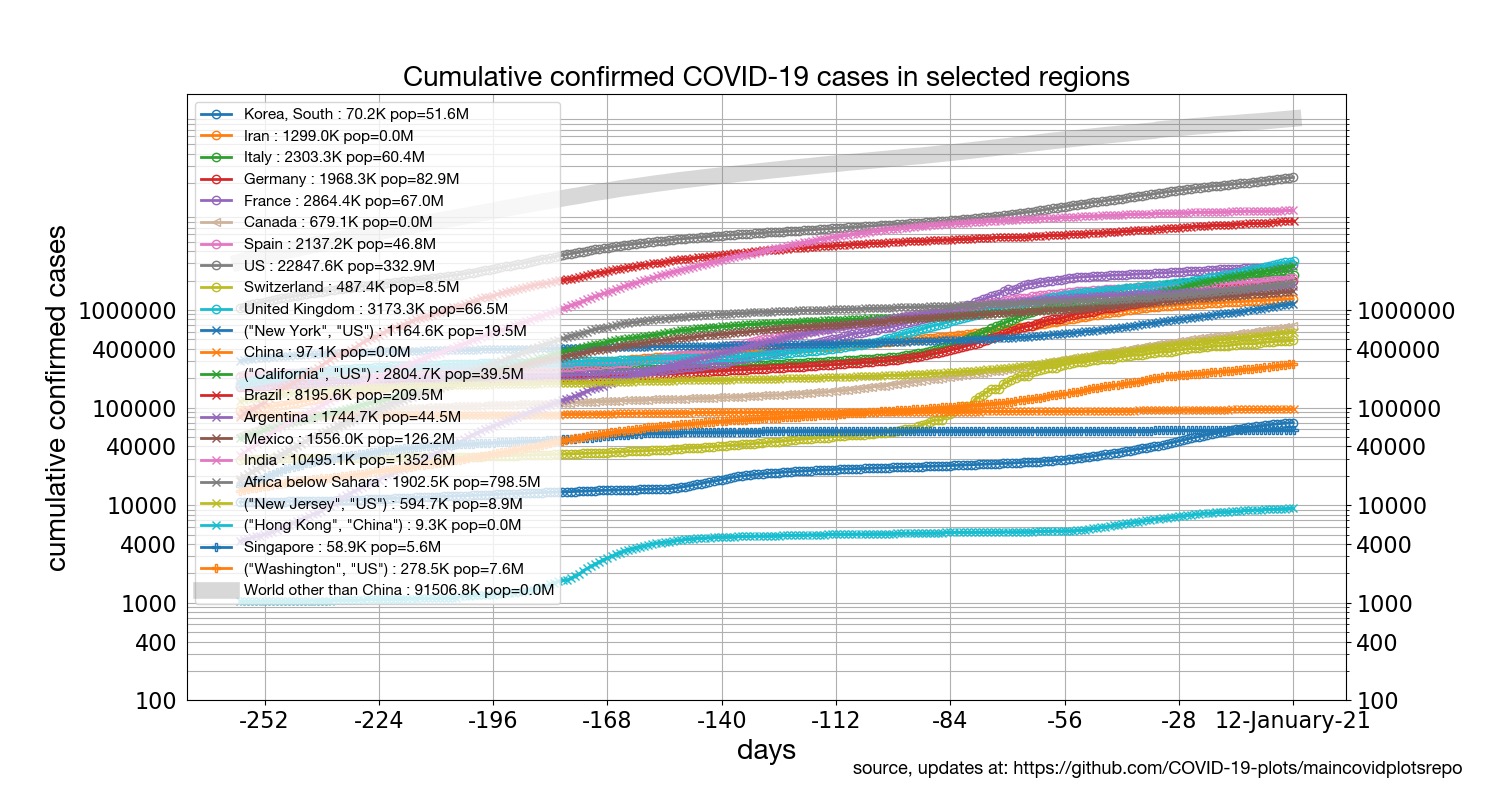 Cumulative confirmed COVID-19 cases in selected regions
Korea, South : 70.2K pop=51.6M
Iran : 1299.0K pop=0.0M
Italy : 2303.3K pop=60.4M
Germany : 1968.3K pop=82.9M
France : 2864.4K pop=67.0M
Canada : 679.1K pop=0.0M
Spain : 2137.2K pop=46.8M
US : 22847.6K pop=332.9M
Switzerland : 487.4K pop=8.5M
United Kingdom : 3173.3K pop=66.5M
("New York", "US") : 1164.6K pop=19.5M
China : 97.1K pop=0.0M
("California", "US") : 2804.7K pop=39.5M
Brazil : 8195.6K pop=209.5M
Argentina : 1744.7K pop=44.5M
Mexico : 1556.0K pop=126.2M
India : 10495.1K pop=1352.6M
Africa below Sahara : 1902.5K pop=798.5M
("New Jersey", "US") : 594.7K pop=8.9M
("Hong Kong", "China") : 9.3K pop=0.0M
Singapore : 58.9K pop=5.6M
("Washington", "US") : 278.5K pop=7.6M
World other than China : 91506.8K pop=0.0M
cumulative confirmed cases
1000000
400000
100000
40000
10000
4000
1000
400
100
1000000
400000
100000
40000
10000
4000
1000
400
100
-252 -224 -196 -168 -140 -112 -84 -56 -28 12-January-21
days
source, updates at: https://github.com/COVID-19-plots/maincovidplotsrepo